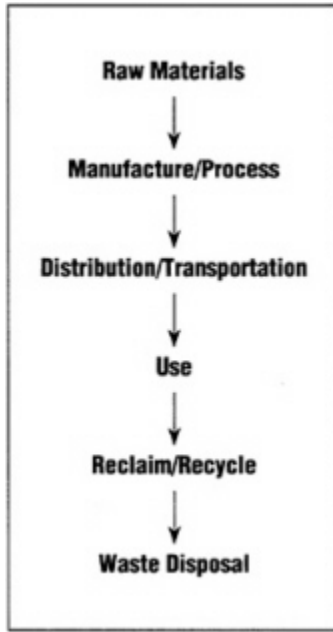 Raw Materials
Manufacture/Process
Distribution/Transportation
Use
Reclaim/Recycle
Waste Disposal